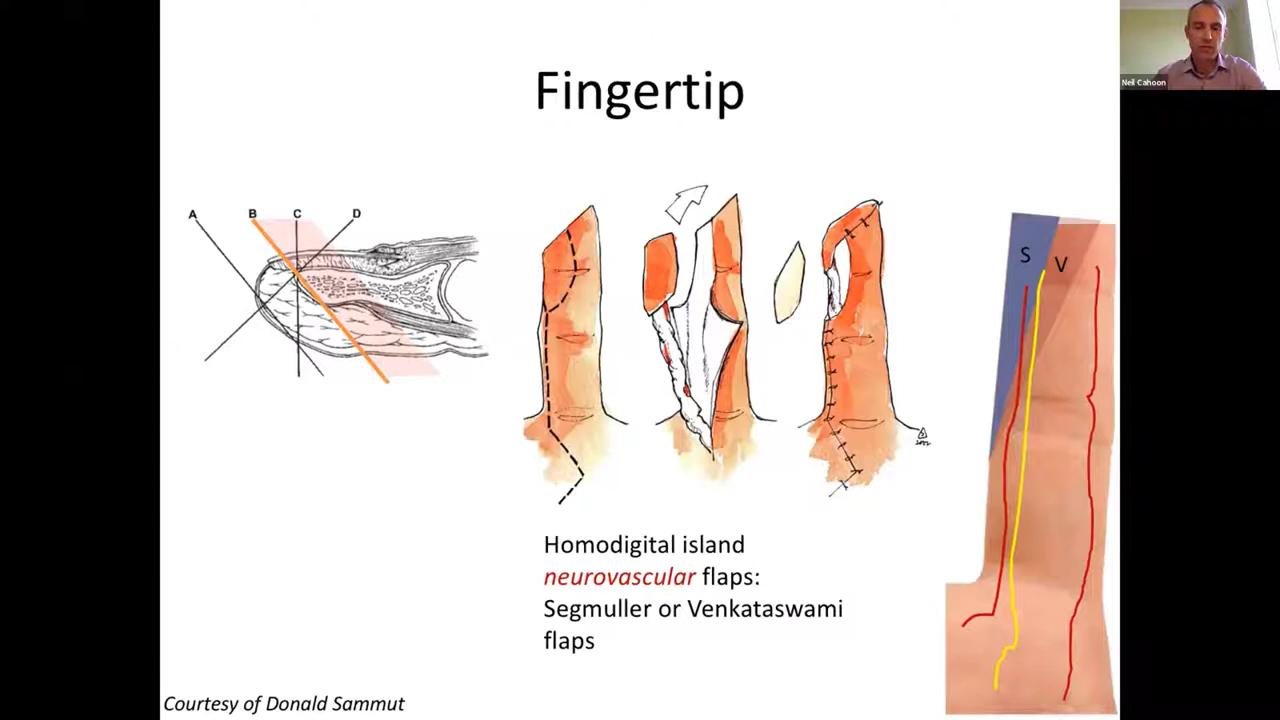 Neil Cahoon
Fingertip
A B C D
S V
Homodigital island
neurovascular flaps:
Segmuller or Venkataswami
flaps
Courtesy of Donald Sammut